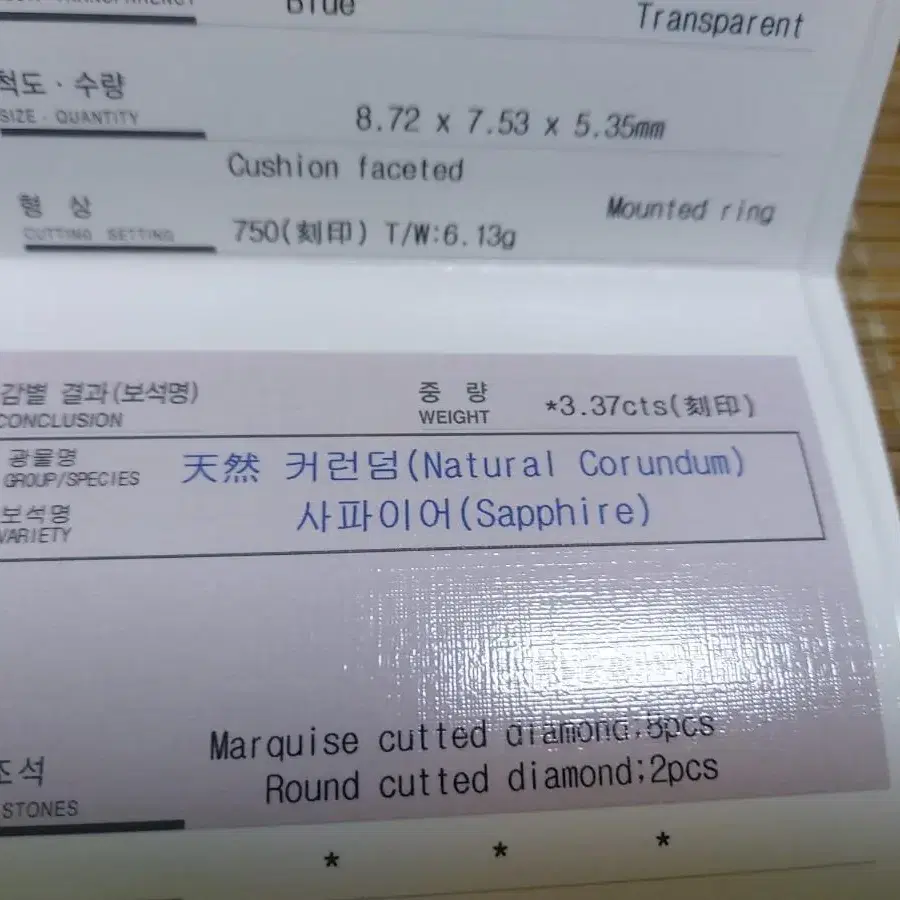 Blue Transparent
척도 · 수량
SIZE · QUANTITY
8.72 x 7.53 x 5.35mm
Cushion faceted
형 상
CUTTING SETTING
Mounted ring
750(刻印) T/W:6.13g
감별 결과(보석명)
CONCLUSION
중 량
WEIGHT
*3.37cts(刻印)
광물명
GROUP/SPECIES
天然 커런덤(Natural Corundum)
보석명
VARIETY
사파이어(Sapphire)
Marquise cutted diamond;8pcs
Round cutted diamond;2pcs
조석
STONES
* * *